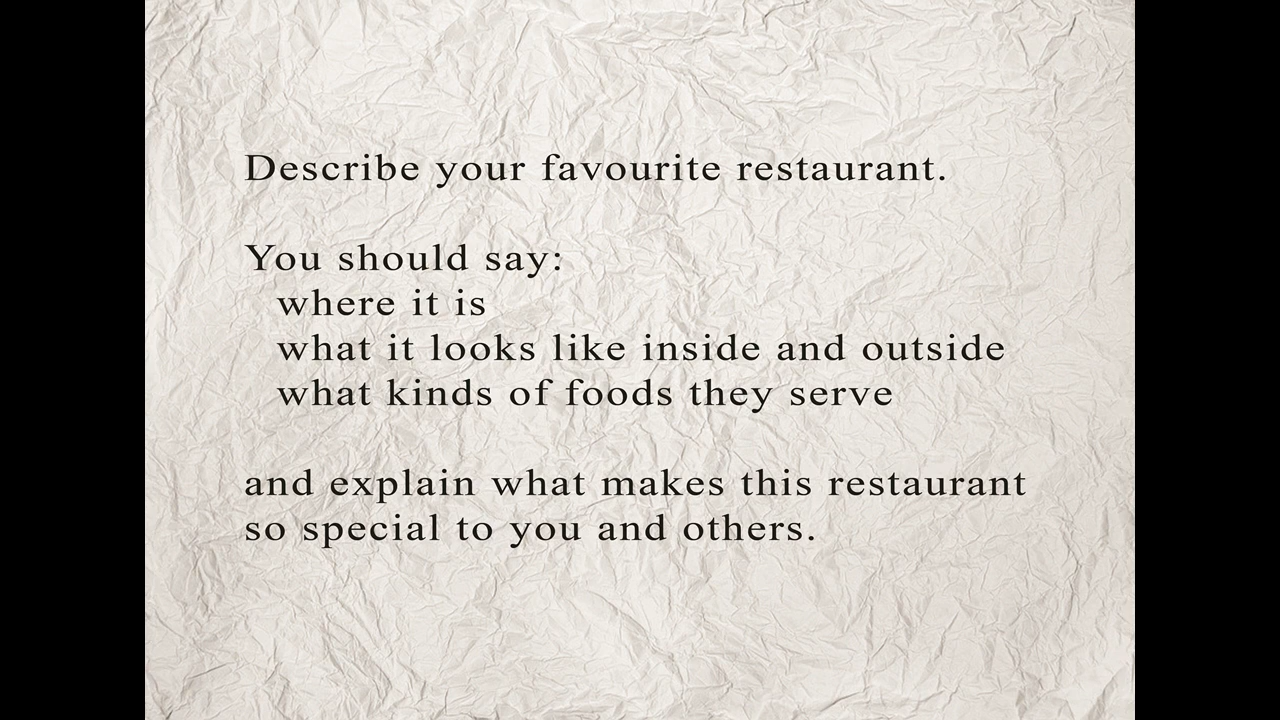 Describe your favourite restaurant.
You should say:
where it is
what it looks like inside and outside
what kinds of foods they serve
and explain what makes this restaurant
so special to you and others.